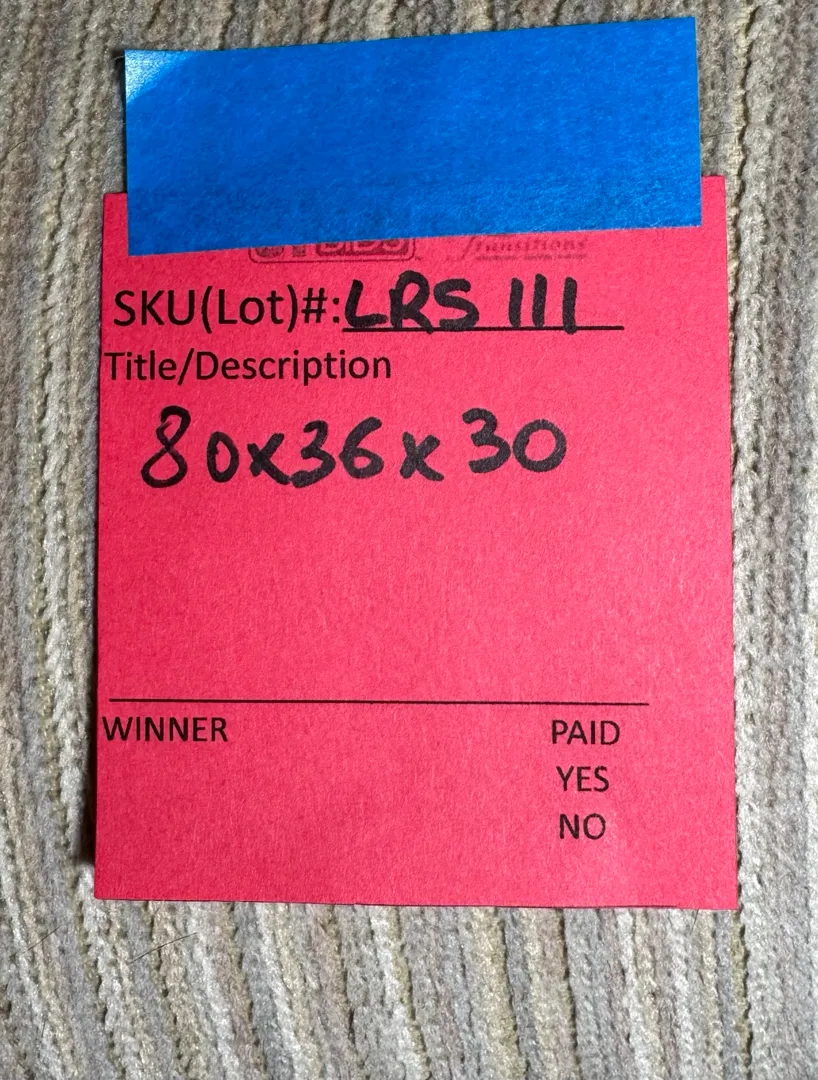 SKU(Lot)#: LRS 111
Title/Description
80x36x30
WINNER PAID
YES
NO